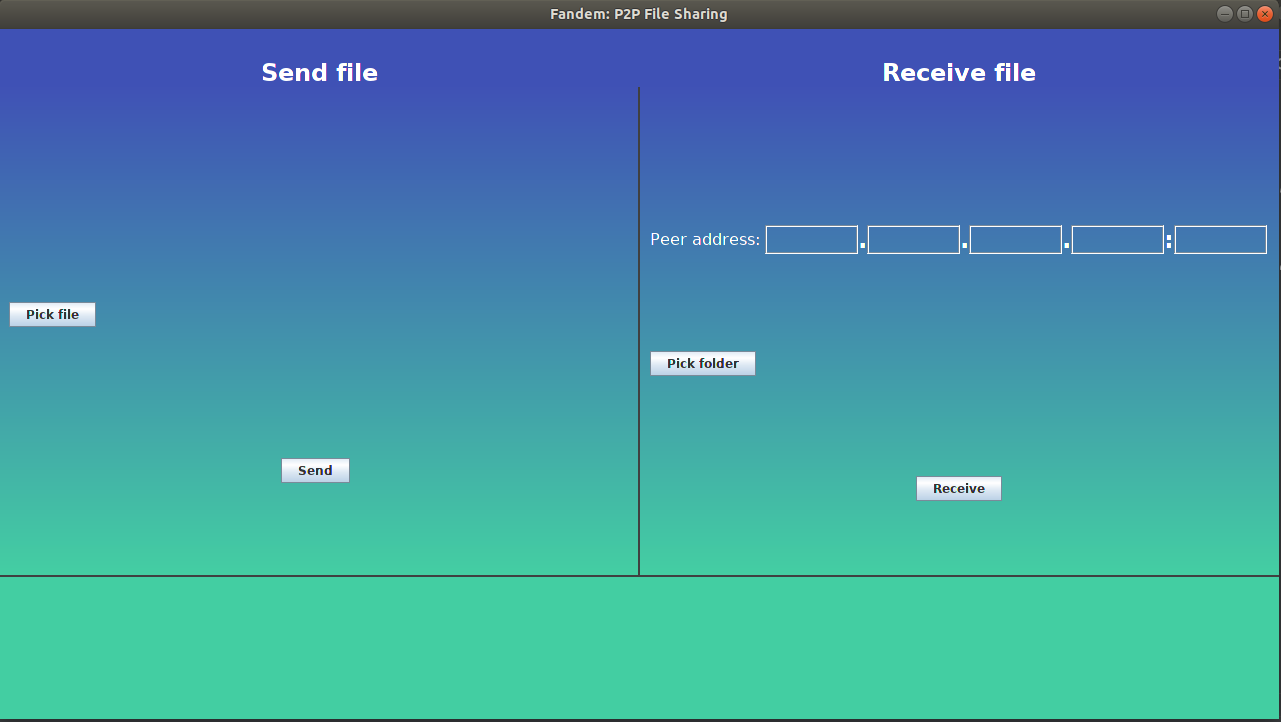 Fandem: P2P File Sharing
Send file
Pick file
Send
Receive file
Peer address: . . . :
Pick folder
Receive